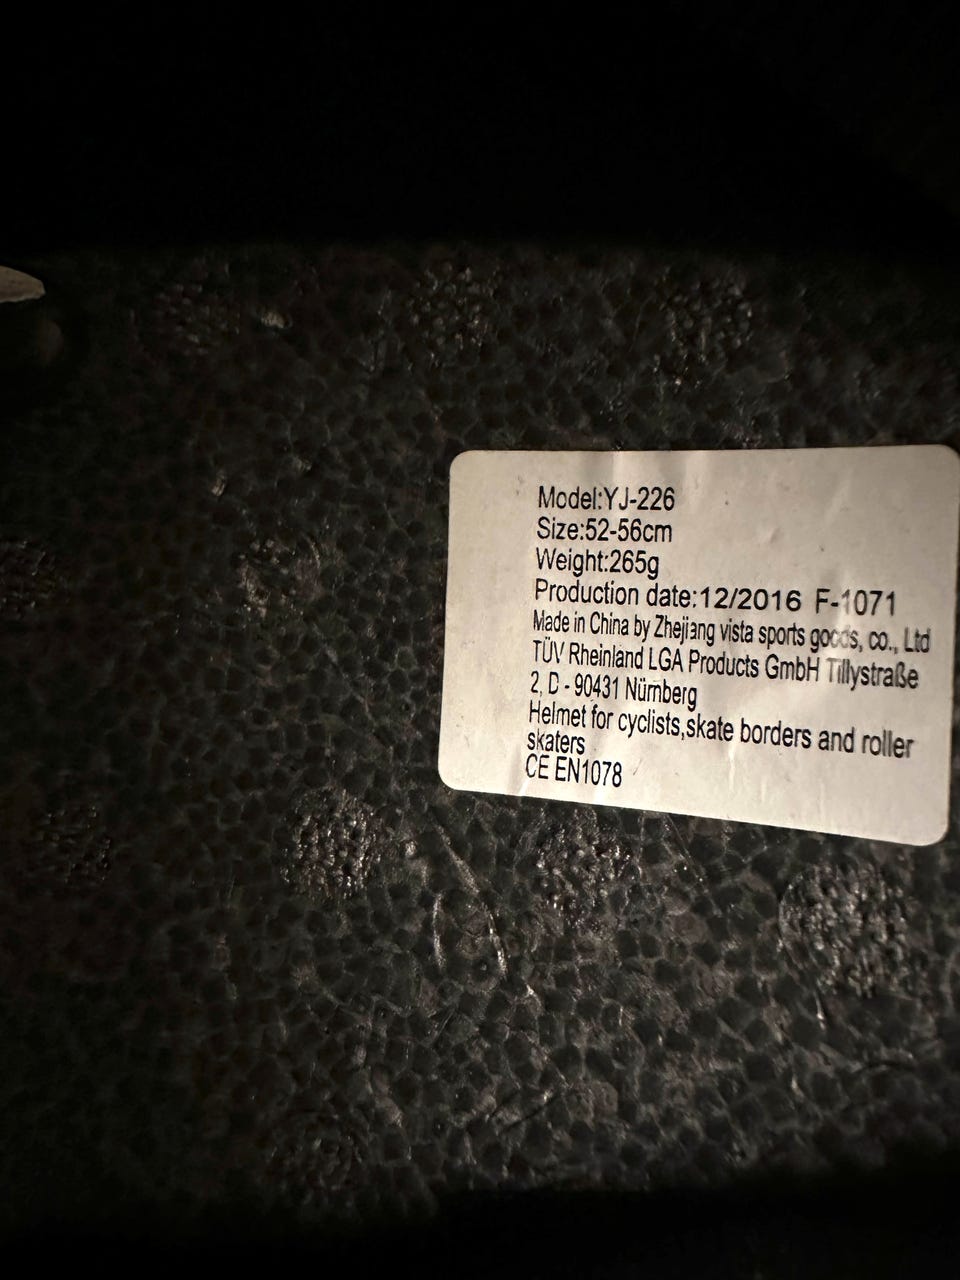 Model:YJ-226
Size:52-56cm
Weight:265g
Production date:12/2016 F-1071
Made in China by Zhejiang vista sports goods, co., Ltd
TÜV Rheinland LGA Products GmbH Tillystraße
2, D - 90431 Nürnberg
Helmet for cyclists,skate borders and roller
skaters
CE EN1078